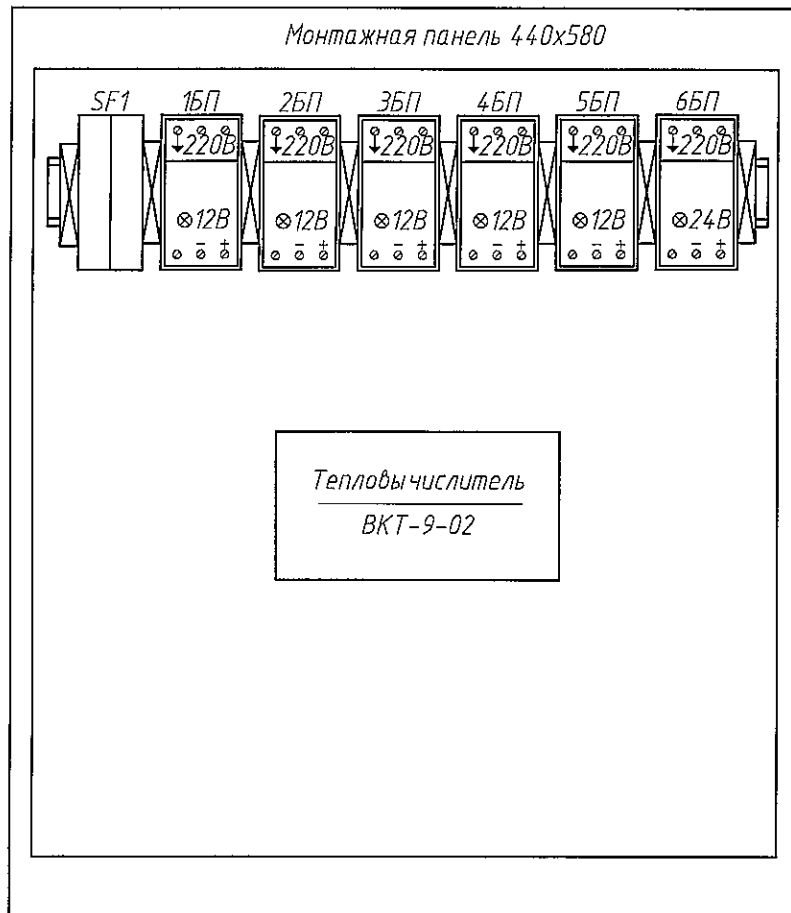 Монтажная панель 440х580
SF1 1БП 2БП 3БП 4БП 5БП 6БП
220В 220В 220В 220В 220В 220В
12В 12В 12В 12В 12В 24В
- + - + - + - + - + - +
Тепловычислитель
ВКТ-9-02